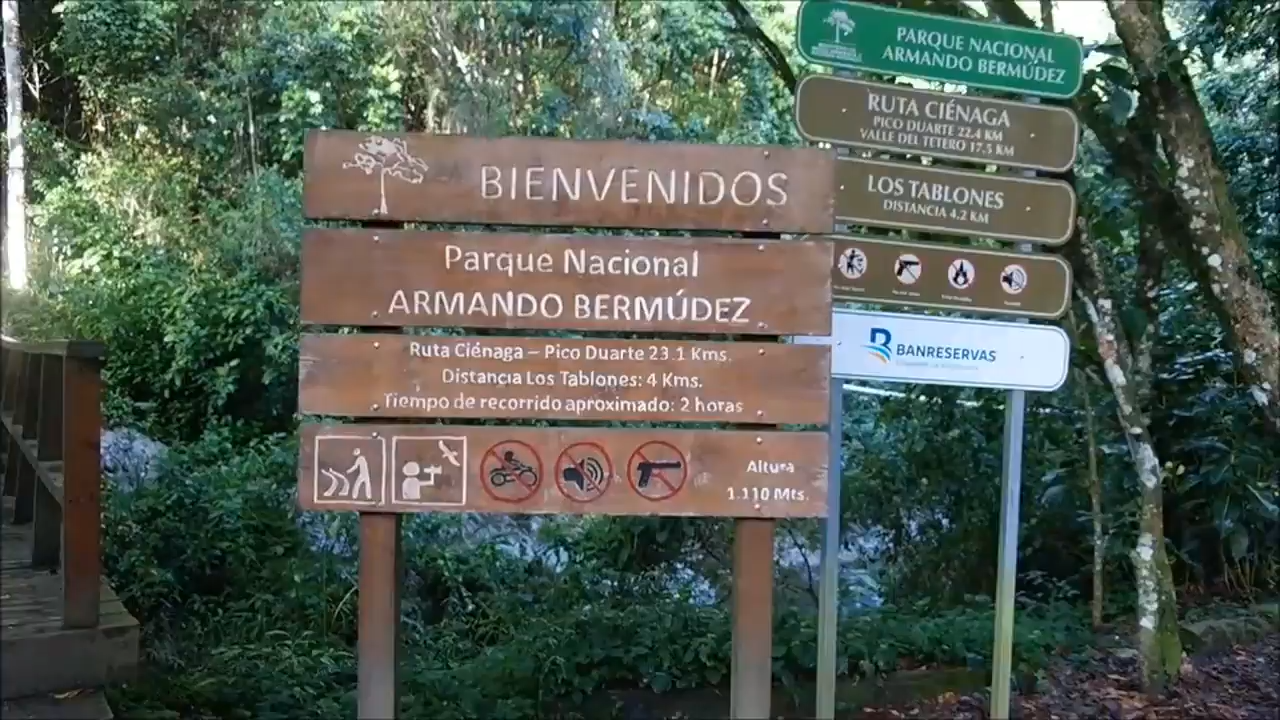 BIENVENIDOS
Parque Nacional
ARMANDO BERMÚDEZ
Ruta Ciénaga – Pico Duarte 23.1 Kms.
Distancia Los Tablones: 4 Kms.
Tiempo de recorrido aproximado: 2 horas
Altura
1.110 Mts.
PARQUE NACIONAL
ARMANDO BERMÚDEZ
RUTA CIÉNAGA
PICO DUARTE 22.4 KM
VALLE DEL TETERO 17.5 KM
LOS TABLONES
DISTANCIA 4.2 KM
BANRESERVAS